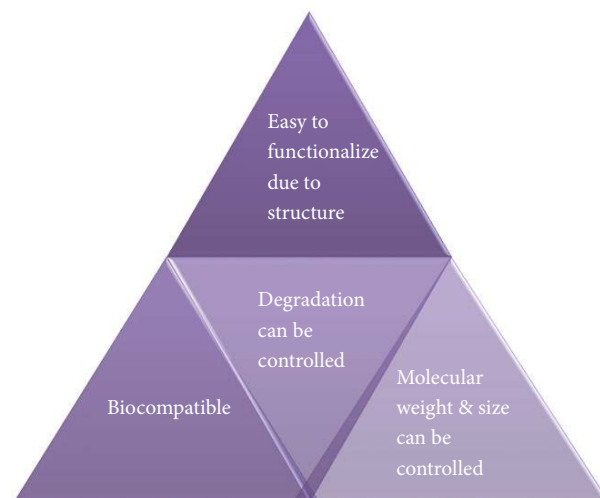 Easy to
functionalize
due to
structure
Degradation
can be
controlled
Biocompatible
Molecular
weight & size
can be
controlled